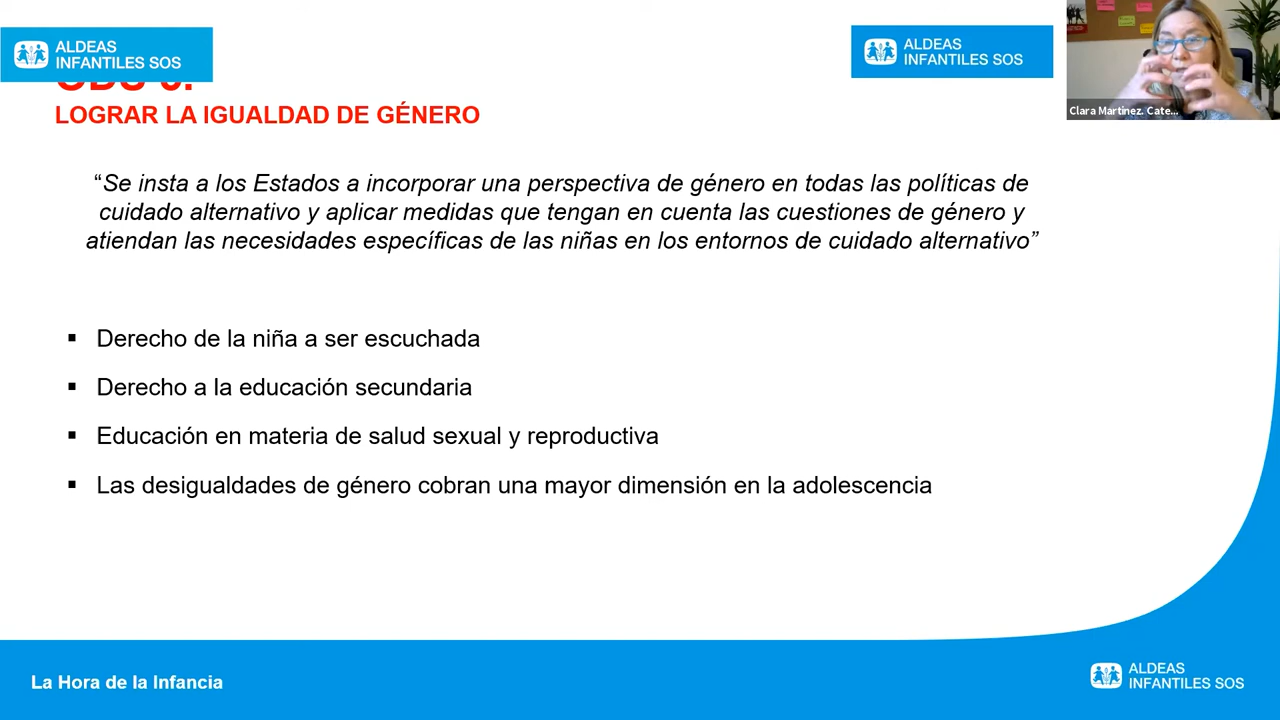 ALDEAS
INFANTILES SOS
ALDEAS
INFANTILES SOS
Clara Martínez. Cate...
LOGRAR LA IGUALDAD DE GÉNERO
“Se insta a los Estados a incorporar una perspectiva de género en todas las políticas de
cuidado alternativo y aplicar medidas que tengan en cuenta las cuestiones de género y
atiendan las necesidades específicas de las niñas en los entornos de cuidado alternativo”
▪ Derecho de la niña a ser escuchada
▪ Derecho a la educación secundaria
▪ Educación en materia de salud sexual y reproductiva
▪ Las desigualdades de género cobran una mayor dimensión en la adolescencia
La Hora de la Infancia
ALDEAS
INFANTILES SOS